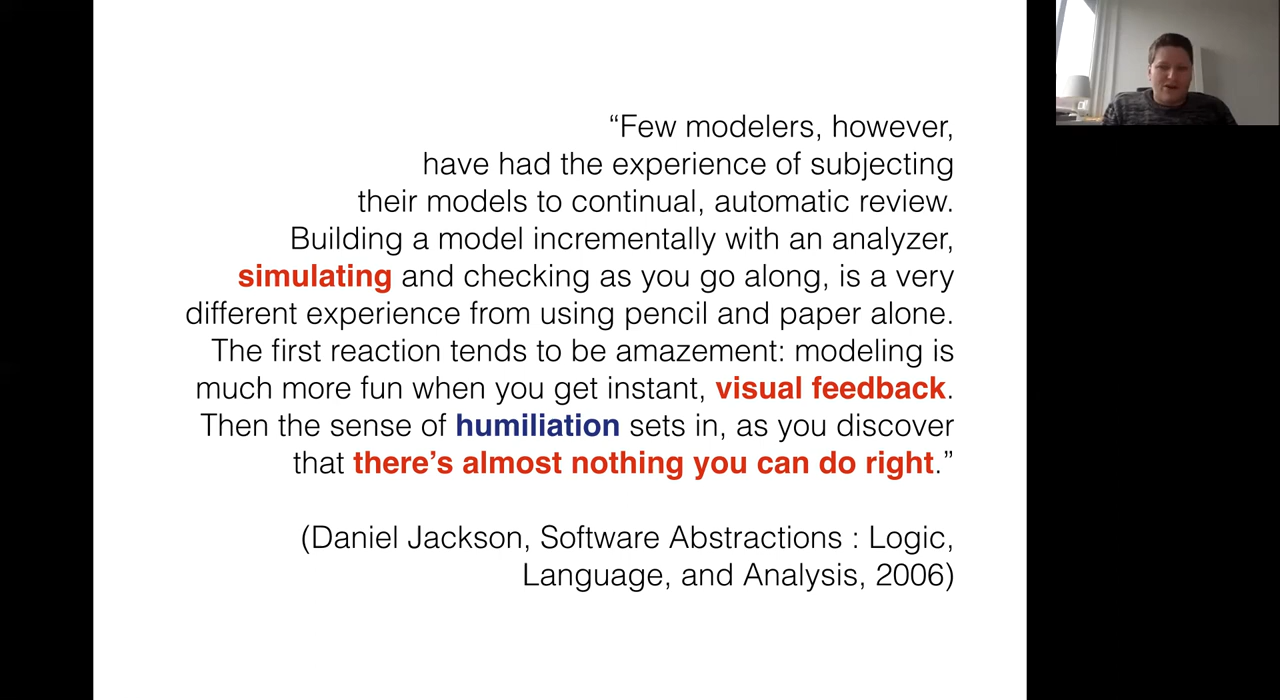 “Few modelers, however,
have had the experience of subjecting
their models to continual, automatic review.
Building a model incrementally with an analyzer,
simulating and checking as you go along, is a very
different experience from using pencil and paper alone.
The first reaction tends to be amazement: modeling is
much more fun when you get instant, visual feedback.
Then the sense of humiliation sets in, as you discover
that there’s almost nothing you can do right.”
(Daniel Jackson, Software Abstractions : Logic,
Language, and Analysis, 2006)